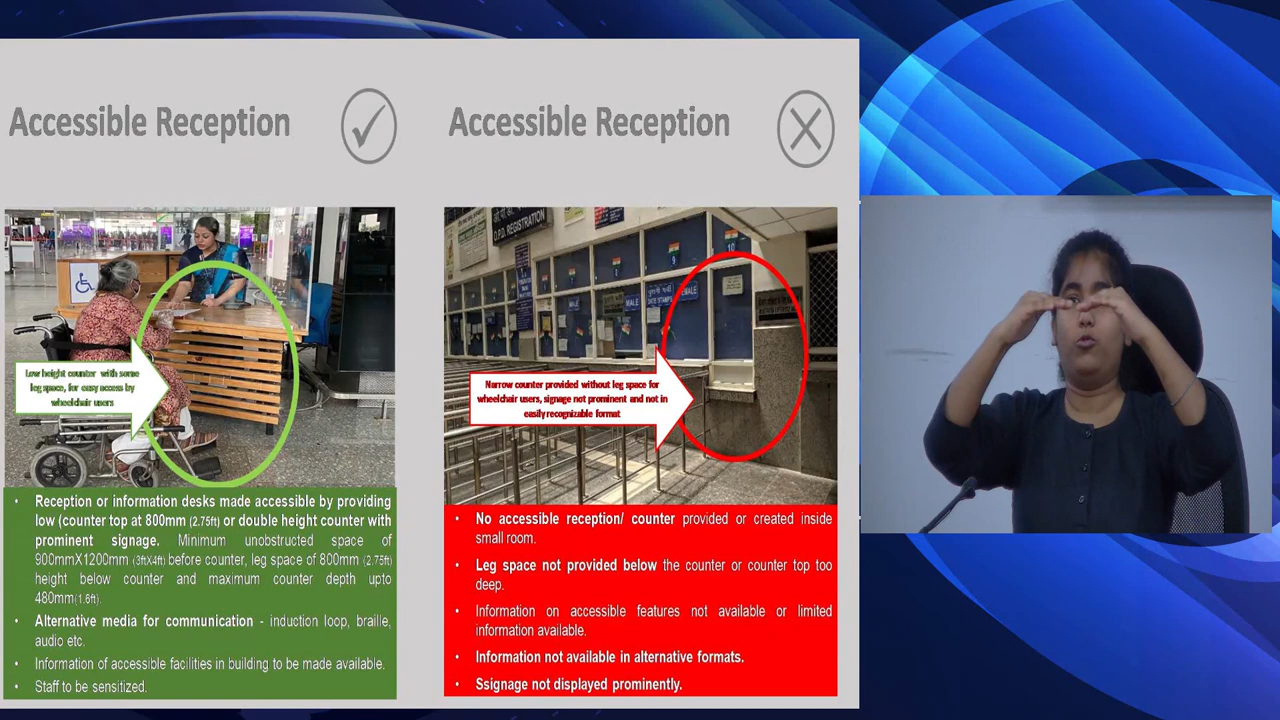 Accessible Reception
Low height counter with some
leg space, for easy access by
wheelchair users
• Reception or information desks made accessible by providing
low (counter top at 800mm (2.75ft) or double height counter with
prominent signage. Minimum unobstructed space of
900mmX1200mm (3ftX4ft) before counter, leg space of 800mm (2.75ft)
height below counter and maximum counter depth upto
480mm(1.6ft).
• Alternative media for communication - induction loop, braille,
audio etc.
• Information of accessible facilities in building to be made available.
• Staff to be sensitized.
Accessible Reception
O.P.D. REGISTRATION
10
9
MALE
FEMALE
Narrow counter provided without leg space for
wheelchair users, signage not prominent and not in
easily recognizable format
• No accessible reception/ counter provided or created inside
small room.
• Leg space not provided below the counter or counter top too
deep.
• Information on accessible features not available or limited
information available.
• Information not available in alternative formats.
• Ssignage not displayed prominently.